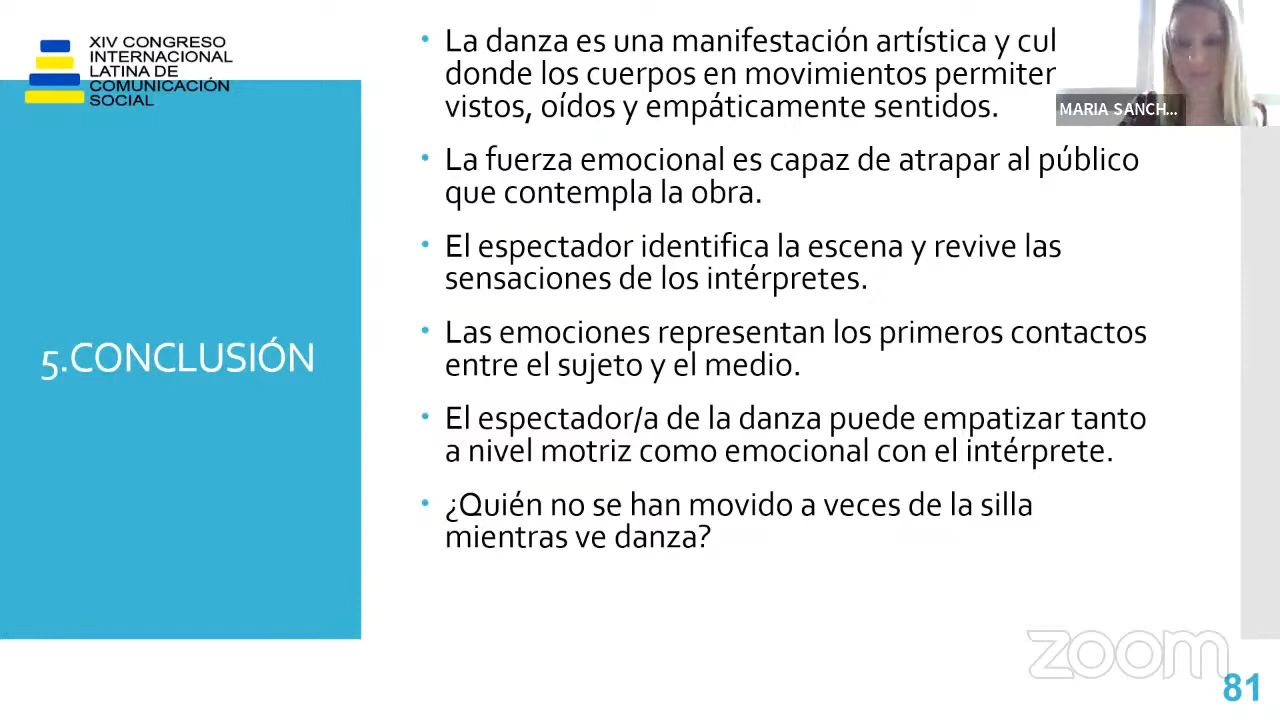 XIV CONGRESO
INTERNACIONAL
LATINA DE
COMUNICACIÓN
SOCIAL
5.CONCLUSIÓN
• La danza es una manifestación artística y cul
donde los cuerpos en movimientos permiten
vistos, oídos y empáticamente sentidos.
• La fuerza emocional es capaz de atrapar al público
que contempla la obra.
• El espectador identifica la escena y revive las
sensaciones de los intérpretes.
• Las emociones representan los primeros contactos
entre el sujeto y el medio.
• El espectador/a de la danza puede empatizar tanto
a nivel motriz como emocional con el intérprete.
• ¿Quién no se han movido a veces de la silla
mientras ve danza?
MARIA SANCH...
zoom
81